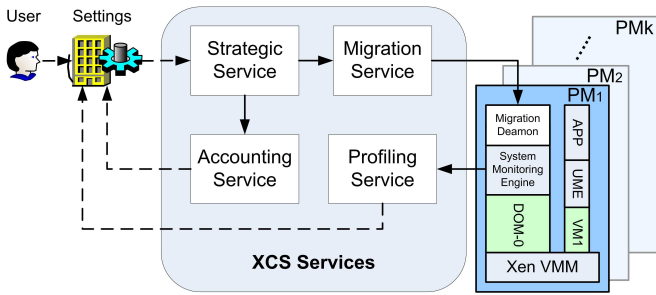 User
Settings
Strategic
Service
Migration
Service
Accounting
Service
Profiling
Service
XCS Services
PMk
PM2
PM1
Migration
Deamon
System
Monitoring
Engine
DOM-0
APP
UME
VM1
Xen VMM